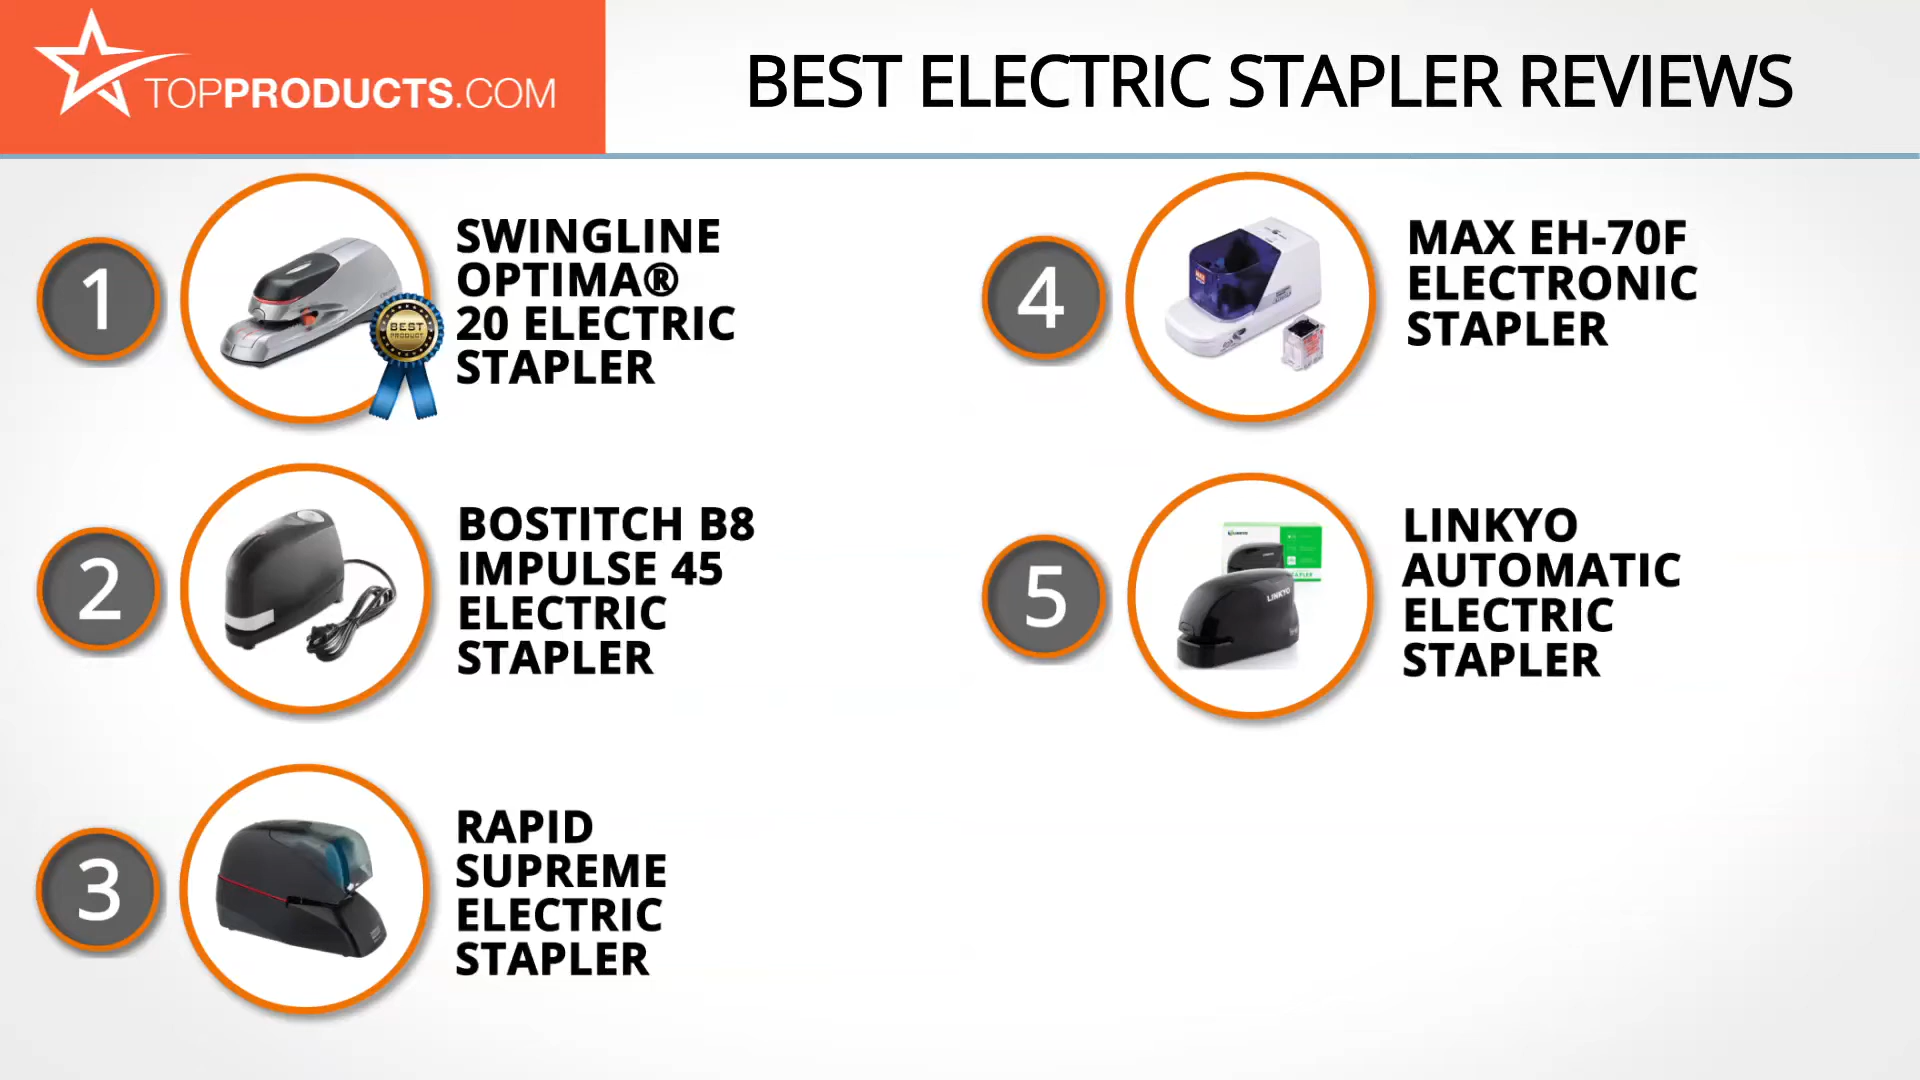 TOPPRODUCTS.COM
BEST ELECTRIC STAPLER REVIEWS
1
BEST
PRODUCT
SWINGLINE
OPTIMA®
20 ELECTRIC
STAPLER
2
BOSTITCH B8
IMPULSE 45
ELECTRIC
STAPLER
3
RAPID
SUPREME
ELECTRIC
STAPLER
4
MAX EH-70F
ELECTRONIC
STAPLER
5
LINKYO
LINKYO
AUTOMATIC
ELECTRIC
STAPLER